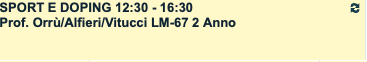 SPORT E DOPING 12:30 - 16:30
Prof. Orrù/Alfieri/Vitucci LM-67 2 Anno